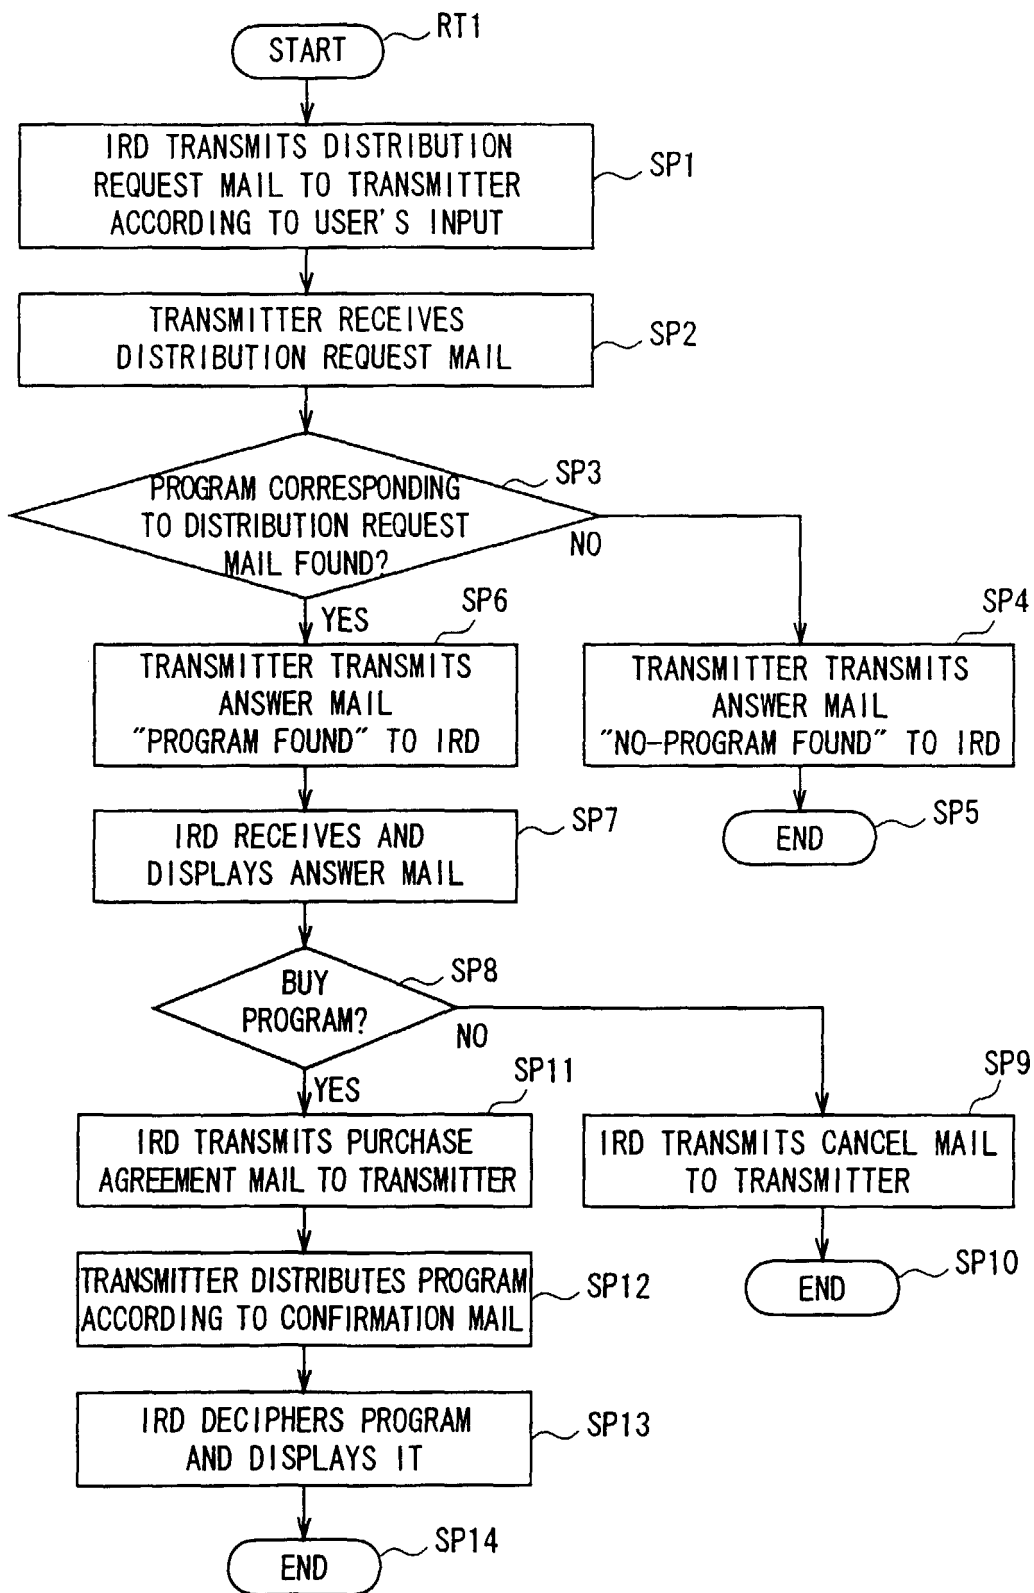 START
RT1
IRD TRANSMITS DISTRIBUTION
REQUEST MAIL TO TRANSMITTER
ACCORDING TO USER'S INPUT
SP1
TRANSMITTER RECEIVES
DISTRIBUTION REQUEST MAIL
SP2
PROGRAM CORRESPONDING
TO DISTRIBUTION REQUEST
MAIL FOUND?
SP3
NO
YES
SP6
TRANSMITTER TRANSMITS
ANSWER MAIL
"PROGRAM FOUND" TO IRD
SP4
TRANSMITTER TRANSMITS
ANSWER MAIL
"NO-PROGRAM FOUND" TO IRD
IRD RECEIVES AND
DISPLAYS ANSWER MAIL
SP7
END
SP5
BUY
PROGRAM?
SP8
NO
YES
SP11
IRD TRANSMITS PURCHASE
AGREEMENT MAIL TO TRANSMITTER
SP9
IRD TRANSMITS CANCEL MAIL
TO TRANSMITTER
TRANSMITTER DISTRIBUTES PROGRAM
ACCORDING TO CONFIRMATION MAIL
SP12
END
SP10
IRD DECIPHERS PROGRAM
AND DISPLAYS IT
SP13
END
SP14